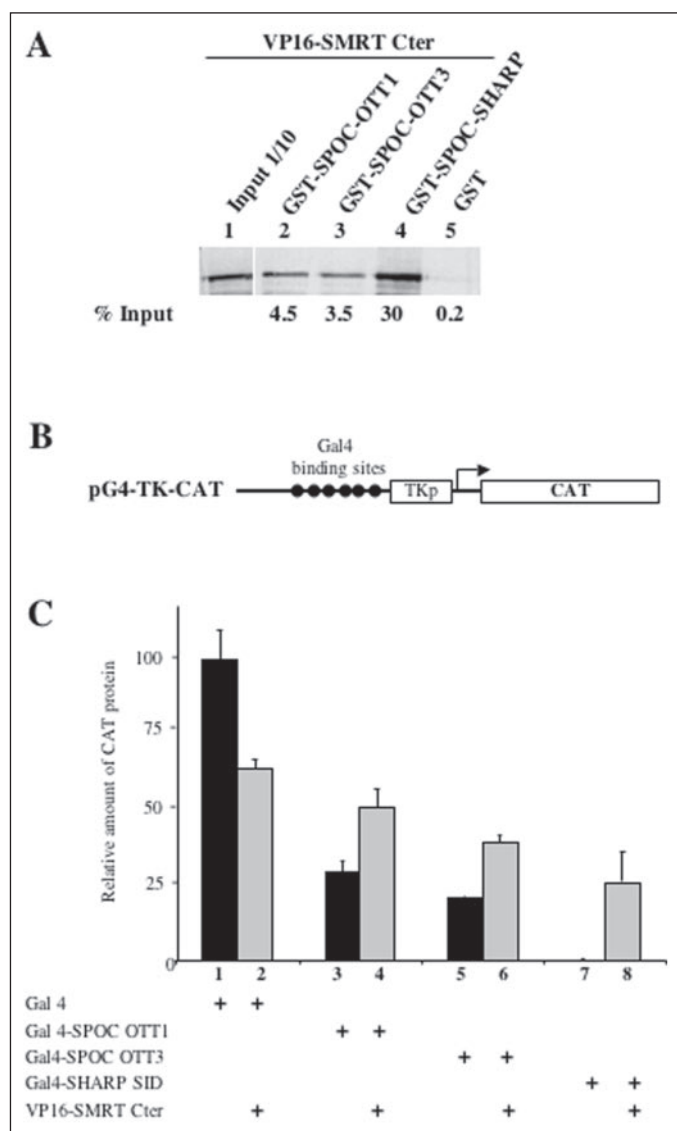 A
VP16-SMRT Cter
Input 1/10
GST-SPOC-OTT1
GST-SPOC-OTT3
GST-SPOC-SHARP
GST
1 2 3 4 5
% Input 4.5 3.5 30 0.2
B
Gal4
binding sites
pG4-TK-CAT TKp CAT
C
Relative amount of CAT protein
100
75
50
25
0
1 2 3 4 5 6 7 8
Gal 4 + +
Gal 4-SPOC OTT1 + +
Gal4-SPOC OTT3 + +
Gal4-SHARP SID + +
VP16-SMRT Cter + + + +